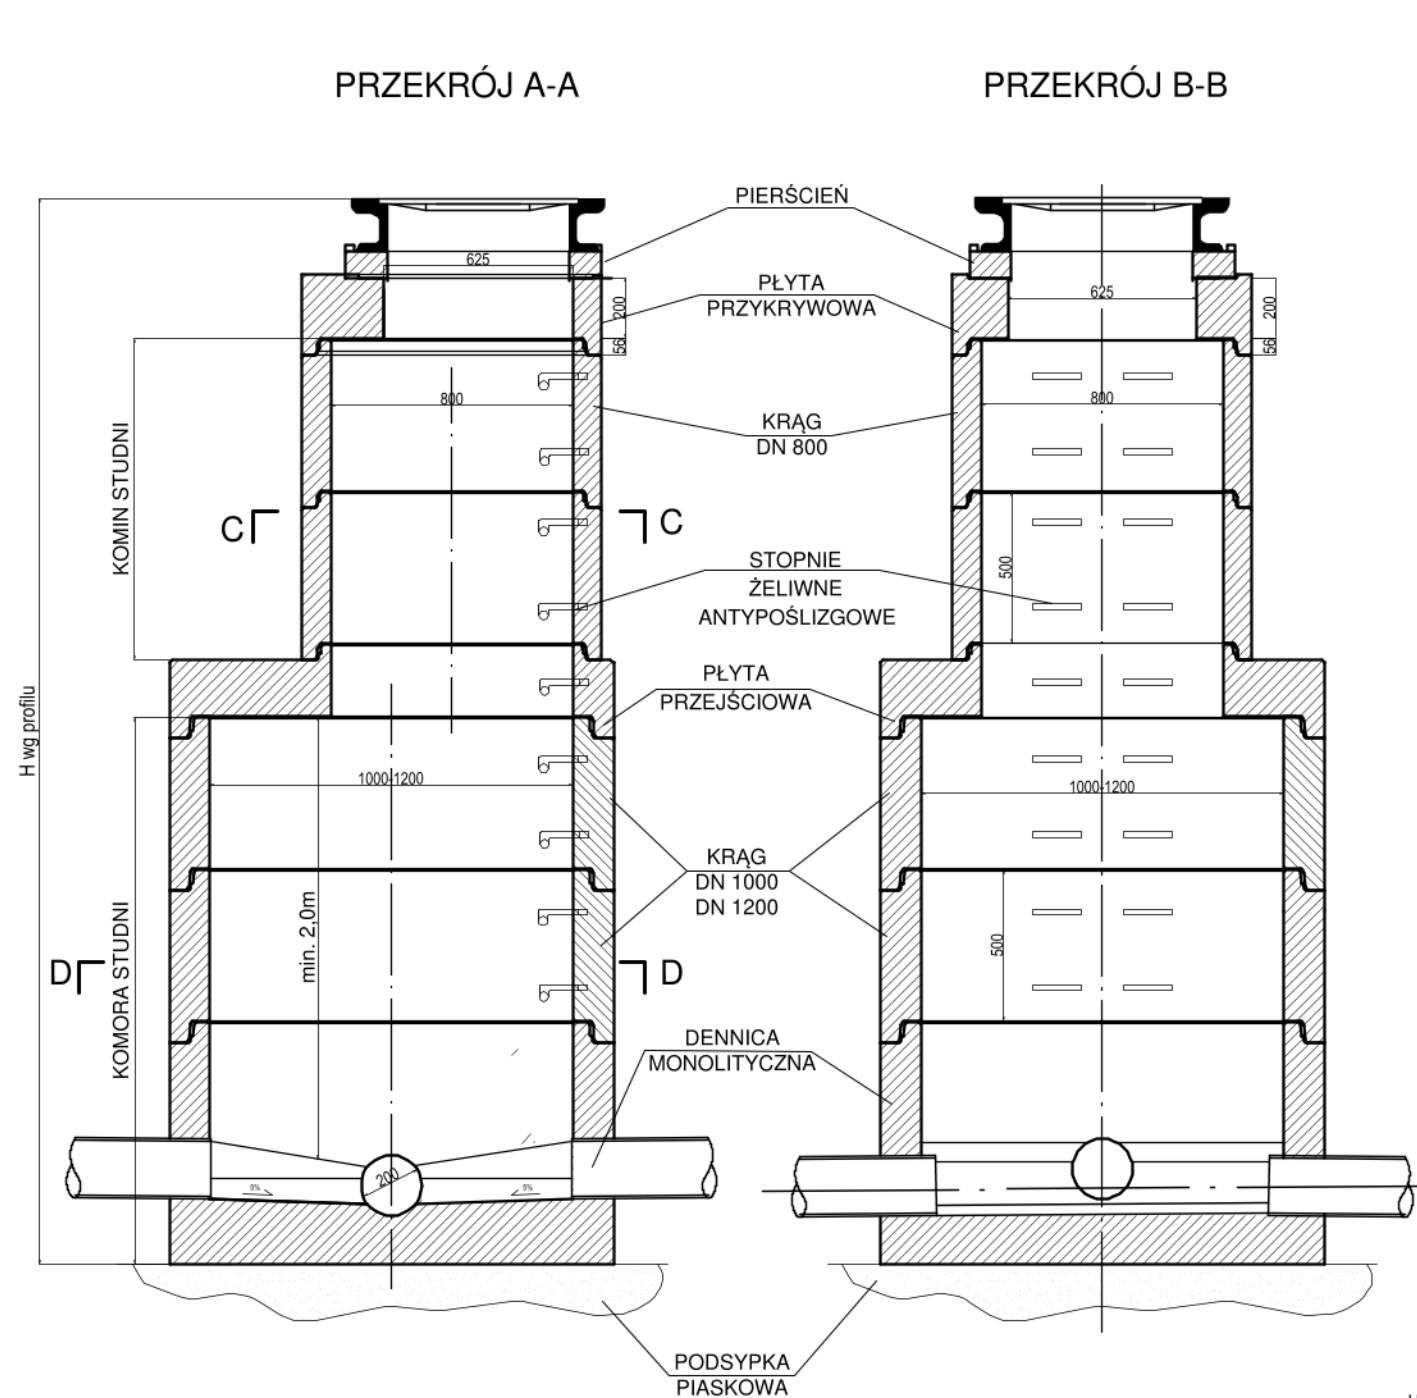 PRZEKRÓJ A-A
PRZEKRÓJ B-B
PIERŚCIEŃ
625
PŁYTA
PRZYKRYWOWA
200
56
625
200
56
800
KRĄG
DN 800
800
KOMIN STUDNI
C
C
STOPNIE
ŻELIWNE
ANTYPOŚLIZGOWE
500
PŁYTA
PRZEJŚCIOWA
H wg profilu
1000-1200
1000-1200
KRĄG
DN 1000
DN 1200
min. 2,0m
500
KOMORA STUDNI
D
D
DENNICA
MONOLITYCZNA
200
5%
5%
PODSYPKA
PIASKOWA